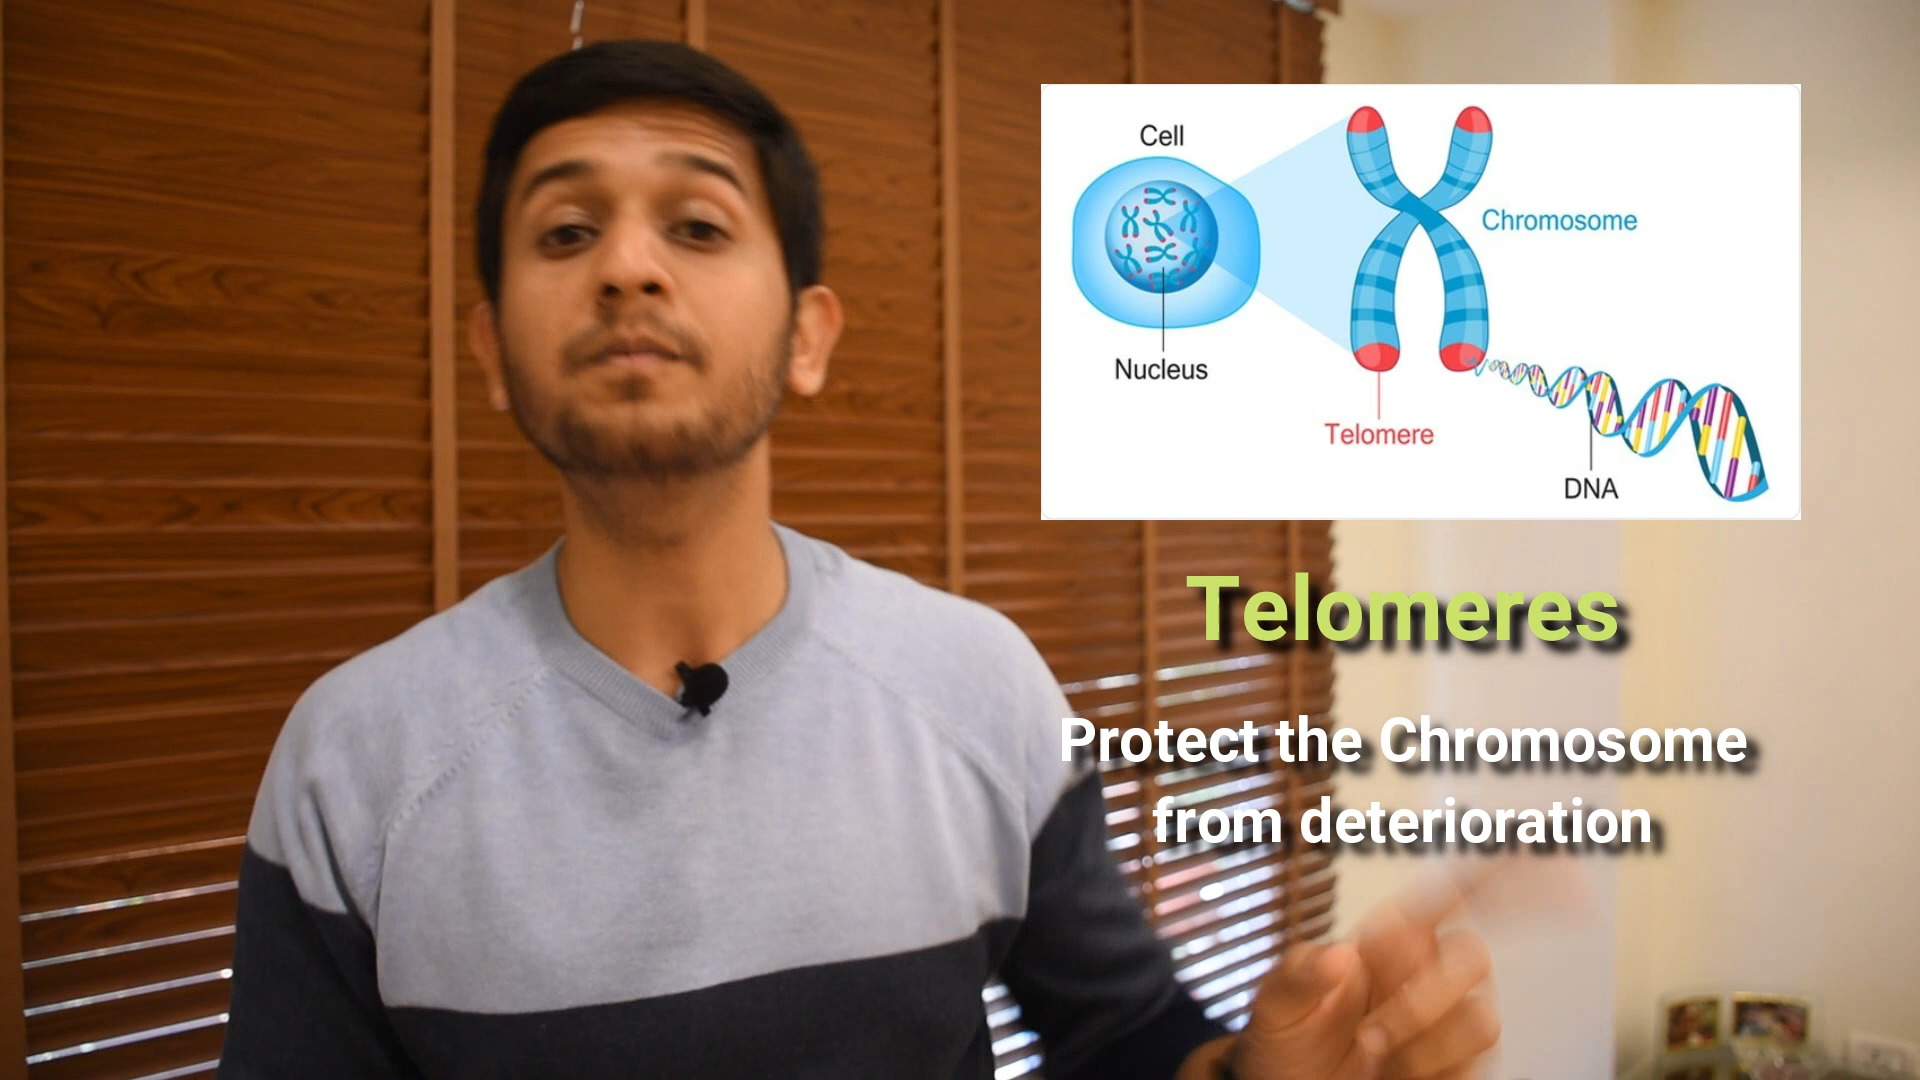 Cell
Chromosome
Nucleus
Telomere
DNA
Telomeres
Protect the Chromosome
from deterioration